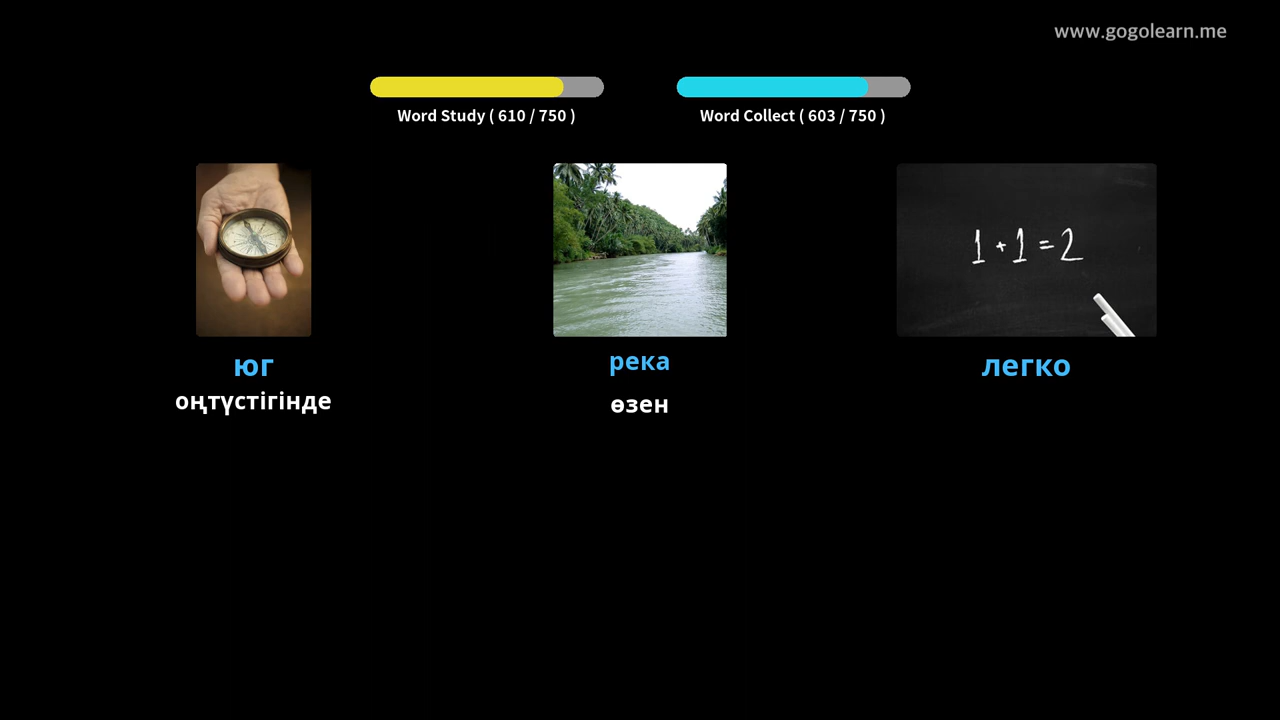 www.gogolearn.me
Word Study ( 610 / 750 )
Word Collect ( 603 / 750 )
1 + 1 = 2
юг
река
легко
оңтүстігінде
өзен